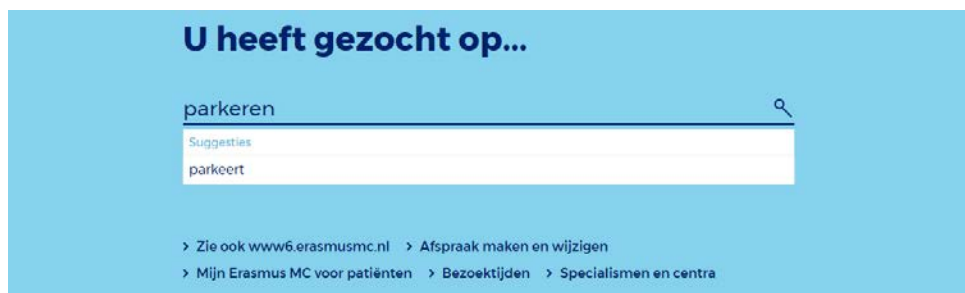 U heeft gezocht op...
parkeren
Suggesties
parkeert
> Zie ook www6.erasmusmc.nl > Afspraak maken en wijzigen
> Mijn Erasmus MC voor patiënten > Bezoektijden > Specialismen en centra